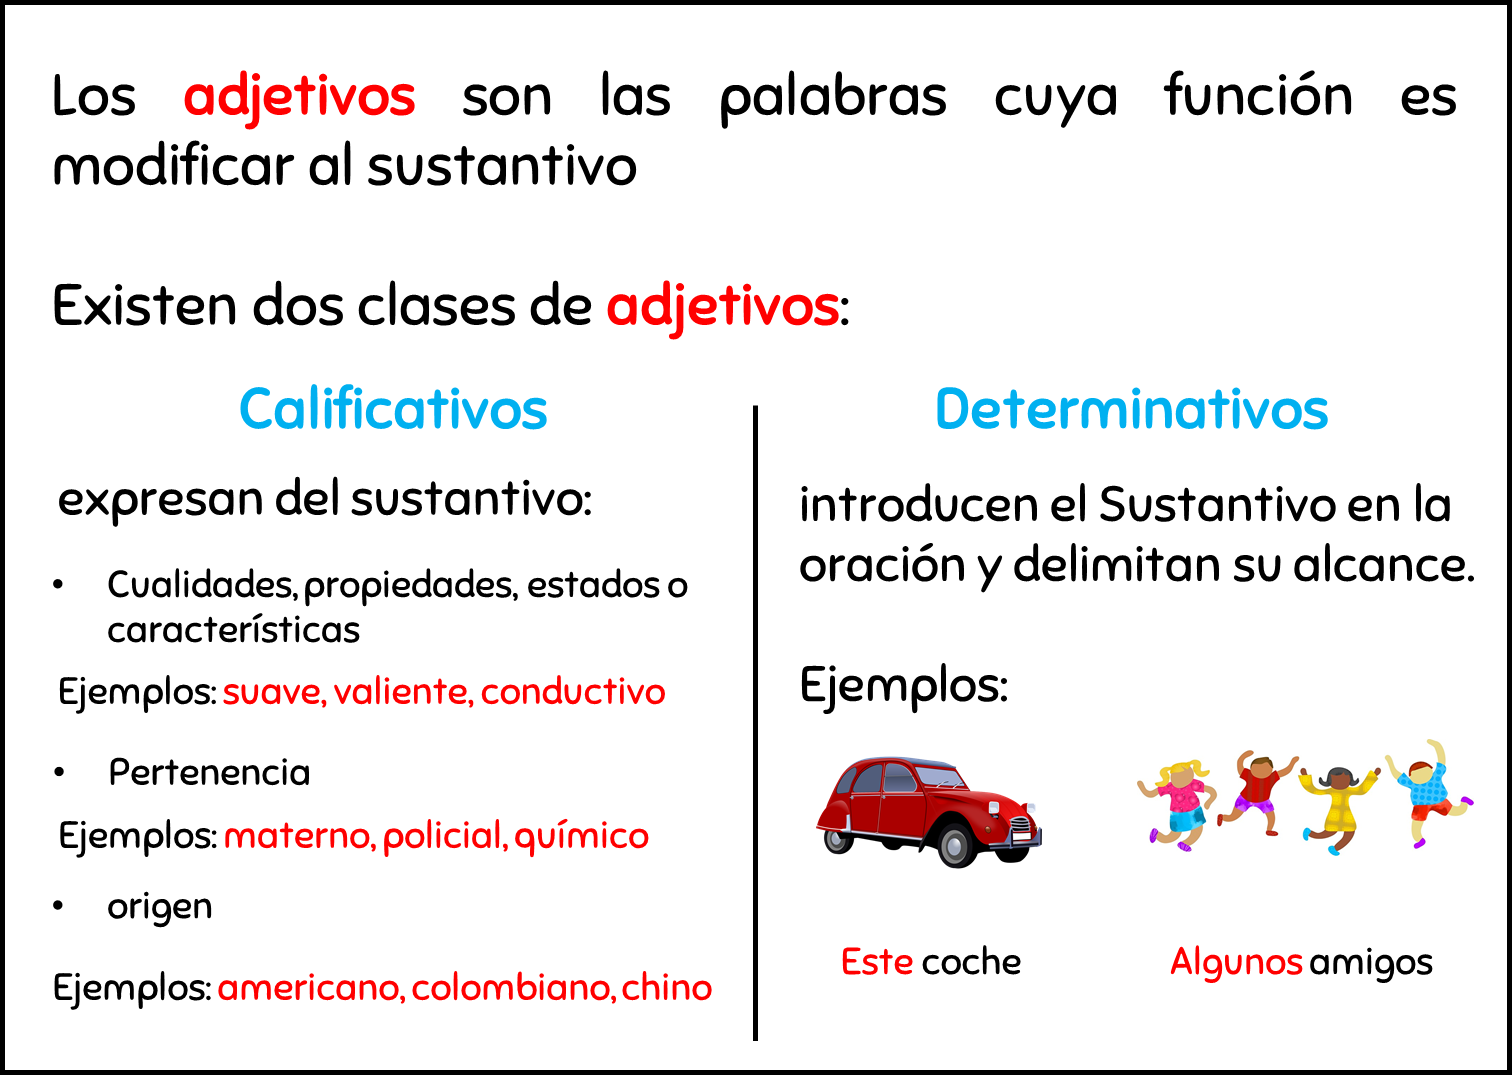 Los adjetivos son las palabras cuya función es
modificar al sustantivo
Existen dos clases de adjetivos:
Calificativos
expresan del sustantivo:
• Cualidades, propiedades, estados o
características
Ejemplos: suave, valiente, conductivo
• Pertenencia
Ejemplos: materno, policial, químico
• origen
Ejemplos: americano, colombiano, chino
Determinativos
introducen el Sustantivo en la
oración y delimitan su alcance.
Ejemplos:
Este coche
Algunos amigos